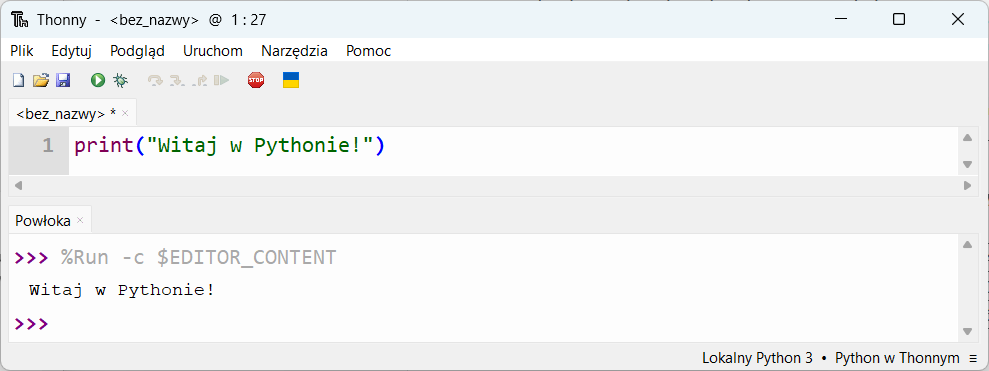 Thonny - <bez_nazwy> @ 1 : 27
Plik Edytuj Podgląd Uruchom Narzędzia Pomoc
STOP
<bez_nazwy> * ×
1 print("Witaj w Pythonie!")
Powłoka ×
>>> %Run -c $EDITOR_CONTENT
Witaj w Pythonie!
>>>
Lokalny Python 3 • Python w Thonnym ≡